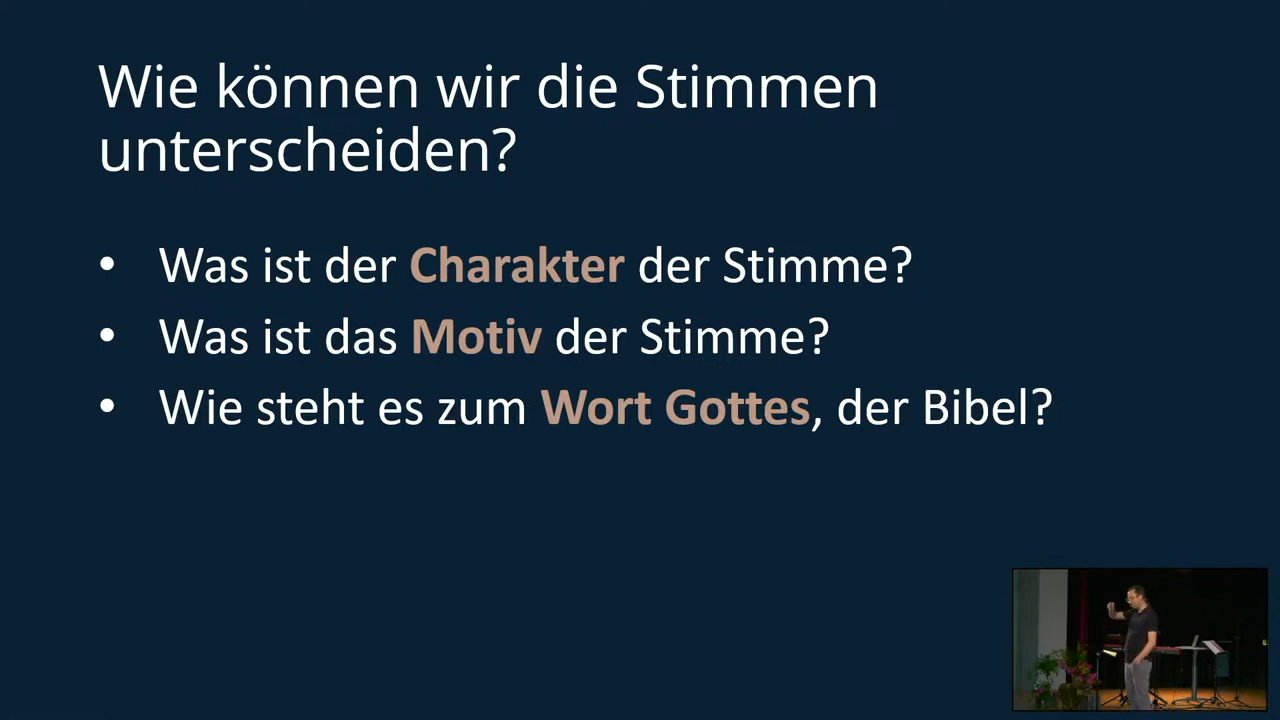 Wie können wir die Stimmen
unterscheiden?
• Was ist der Charakter der Stimme?
• Was ist das Motiv der Stimme?
• Wie steht es zum Wort Gottes, der Bibel?